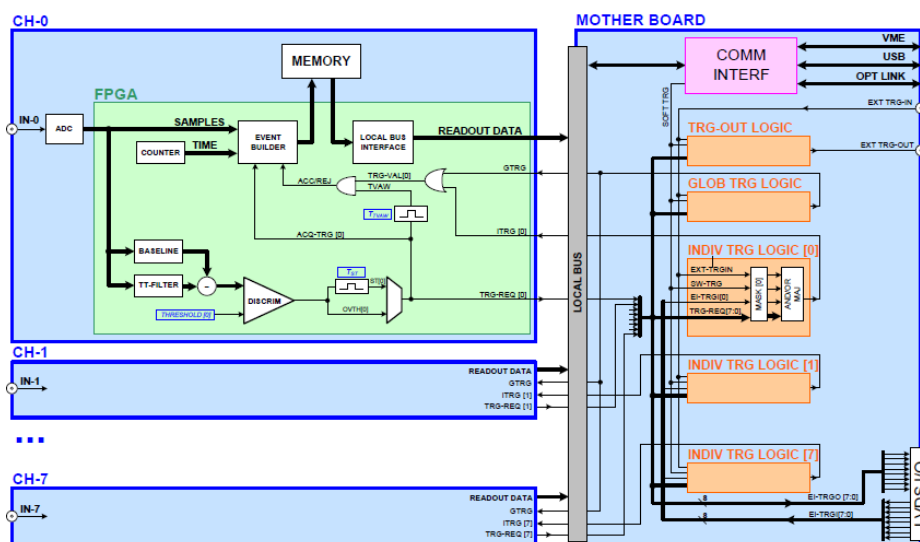 CH-0
MOTHER BOARD
MEMORY
COMM
INTERF
VME
USB
OPT LINK
FPGA
IN-0
ADC
SAMPLES
COUNTER
TIME
EVENT
BUILDER
LOCAL BUS
INTERFACE
READOUT DATA
SOFT TRG
EXT TRG-IN
TRG-OUT LOGIC
EXT TRG-OUT
ACC/REJ
TRG-VAL[0]
TVAW
GTRG
GLOB TRG LOGIC
ACQ-TRG [0]
ITRG [0]
BASELINE
TT-FILTER
-
DISCRIM
THRESHOLD [0]
ST[0]
OVTH[0]
TRG-REQ [0]
LOCAL BUS
INDIV TRG LOGIC [0]
EXT-TRGIN
SW-TRG
EI-TRGI[0]
TRG-REQ[7:0]
MASK [0]
AND/OR
MAJ
CH-1
IN-1
READOUT DATA
GTRG
ITRG [1]
TRG-REQ [1]
INDIV TRG LOGIC [1]
...
CH-7
IN-7
READOUT DATA
GTRG
ITRG [7]
TRG-REQ [7]
INDIV TRG LOGIC [7]
8
EI-TRGO [7:0]
8
EI-TRGI[7:0]